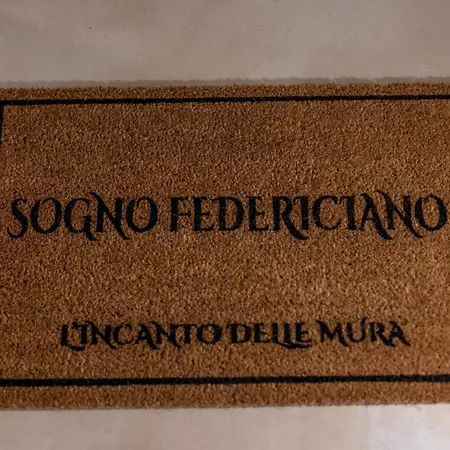 SOGNO FEDERICIANO
L'INCANTO DELLE MURA